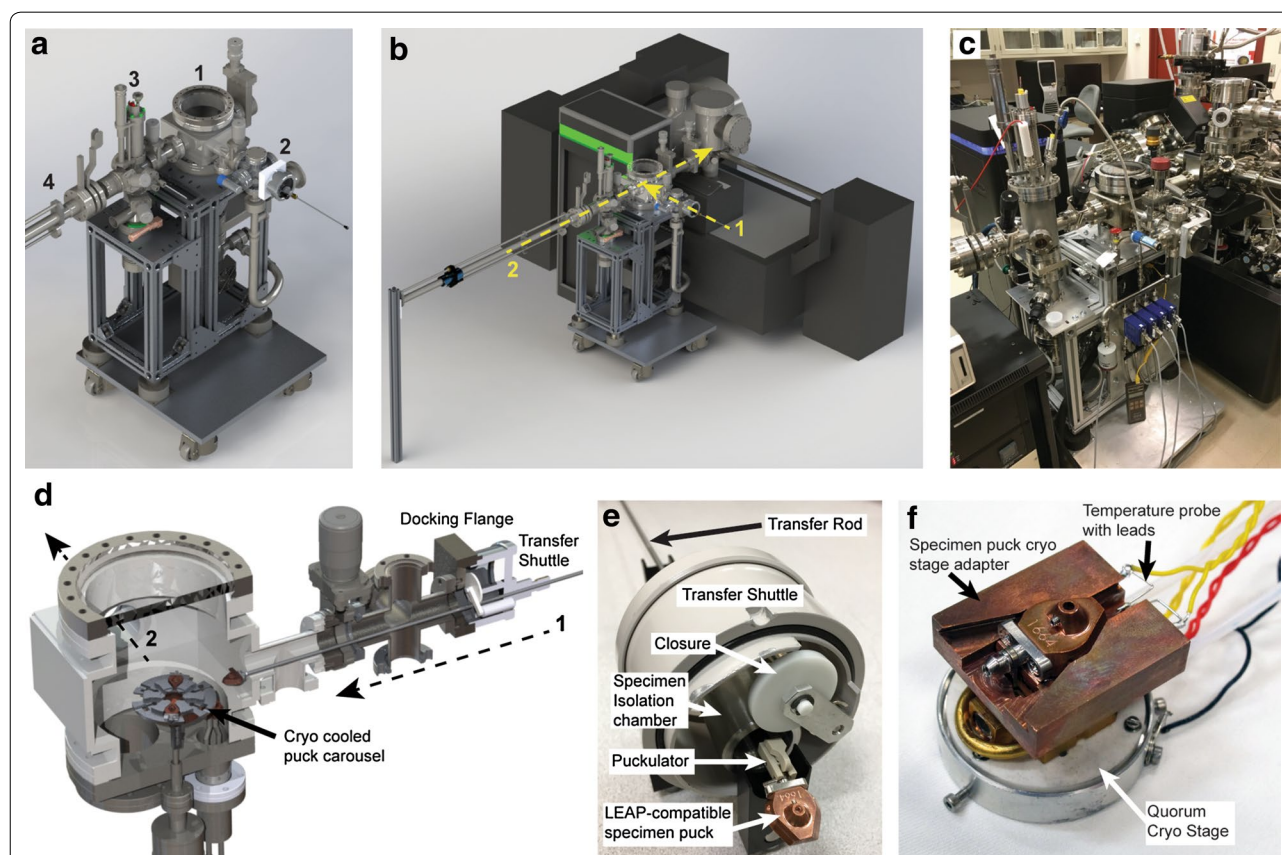 a
1
3
2
4
b
1
2
c
d
Docking Flange
Transfer
Shuttle
1
2
Cryo cooled
puck carousel
e
Transfer Rod
Transfer Shuttle
Closure
Specimen
Isolation
chamber
Puckulator
1664
LEAP-compatible
specimen puck
f
Temperature probe
with leads
Specimen puck cryo
stage adapter
1664
Quorum
Cryo Stage